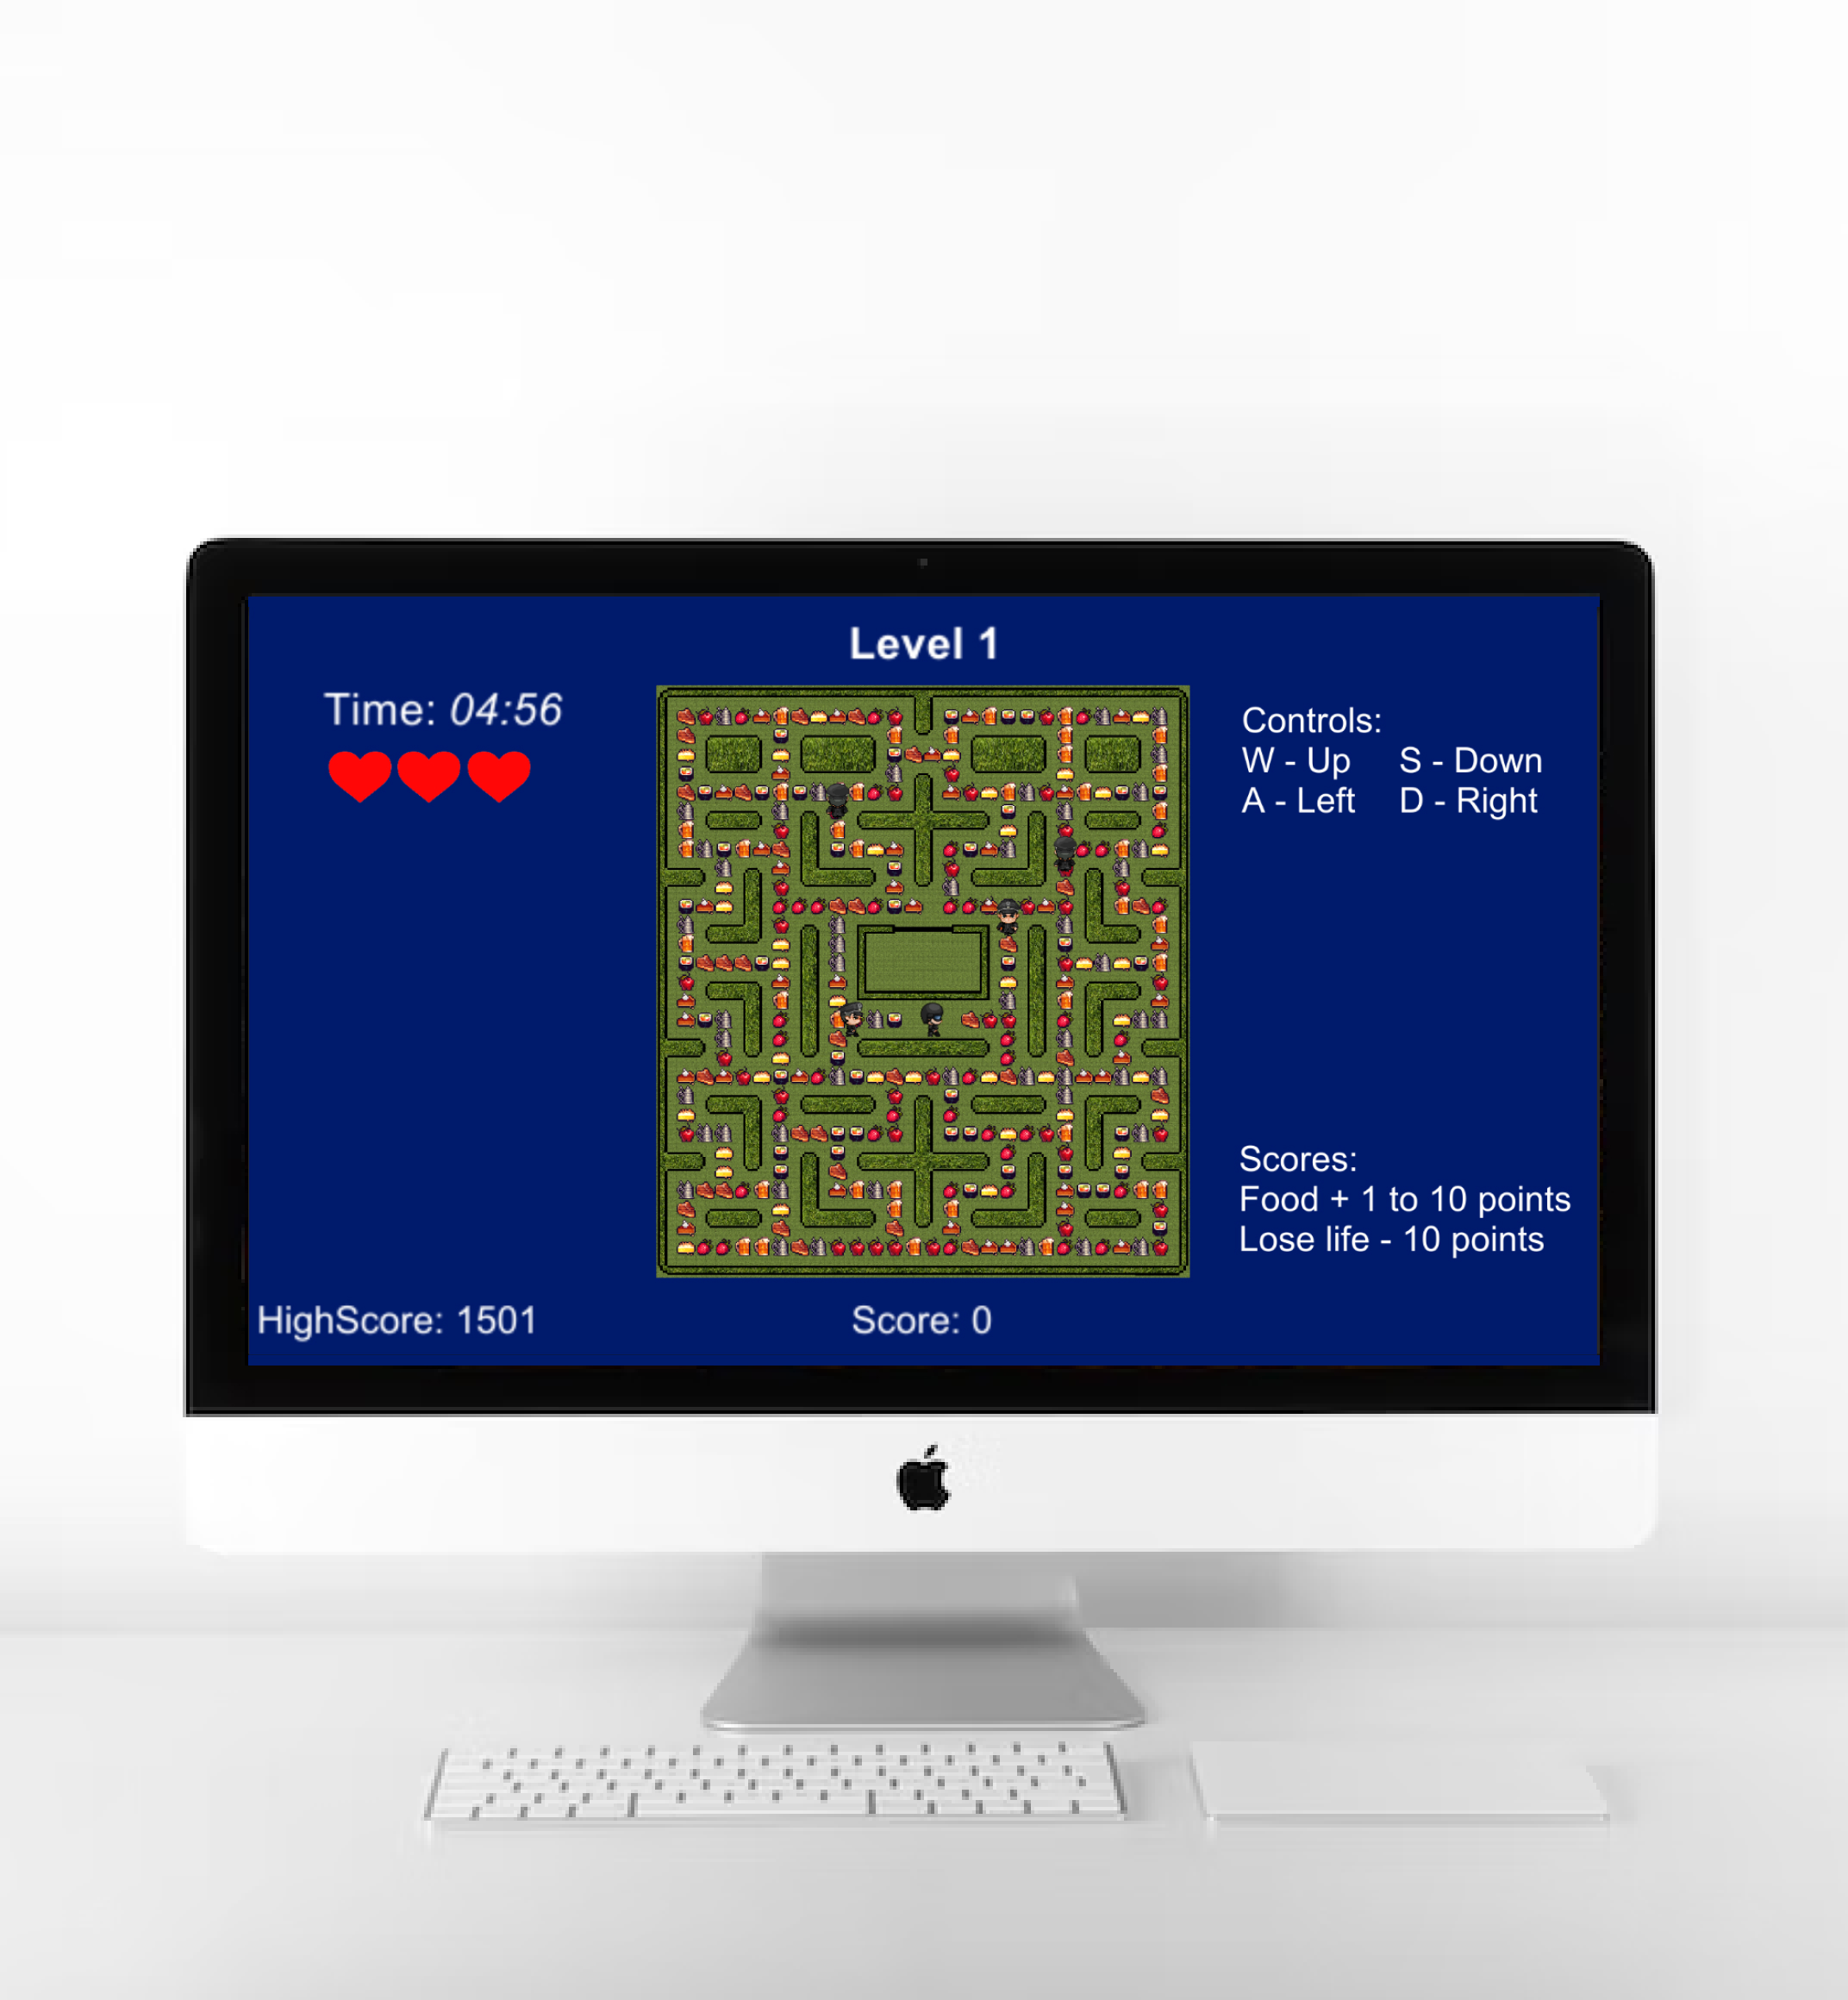 Level 1
Time: 04:56
Controls:
W - Up S - Down
A - Left D - Right
Scores:
Food + 1 to 10 points
Lose life - 10 points
HighScore: 1501
Score: 0